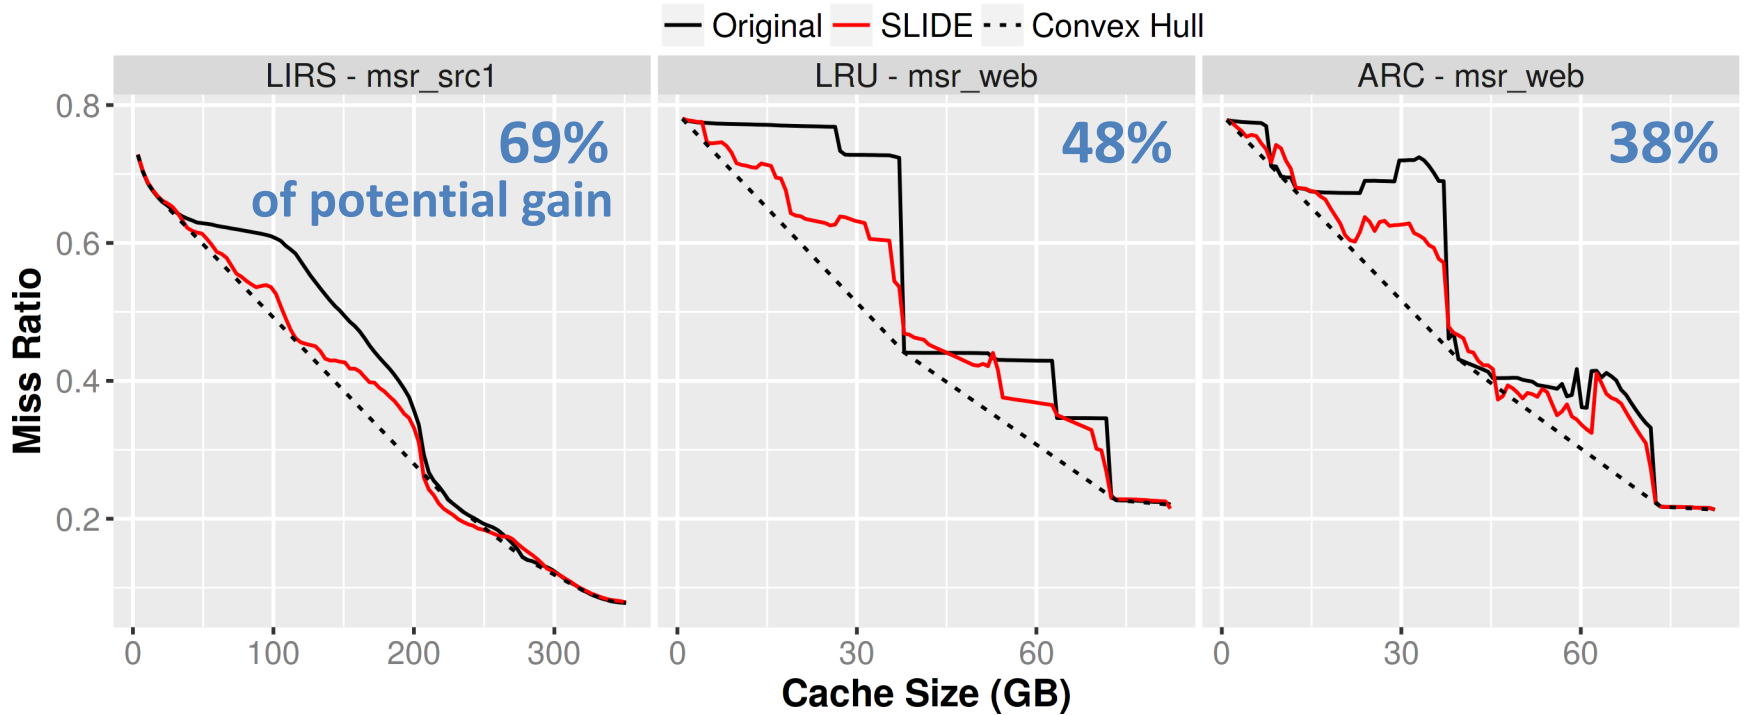 Original SLIDE Convex Hull
LIRS - msr_src1
LRU - msr_web
ARC - msr_web
69%
of potential gain
48%
38%
Miss Ratio
0.8
0.6
0.4
0.2
0 100 200 300
0 30 60
0 30 60
Cache Size (GB)